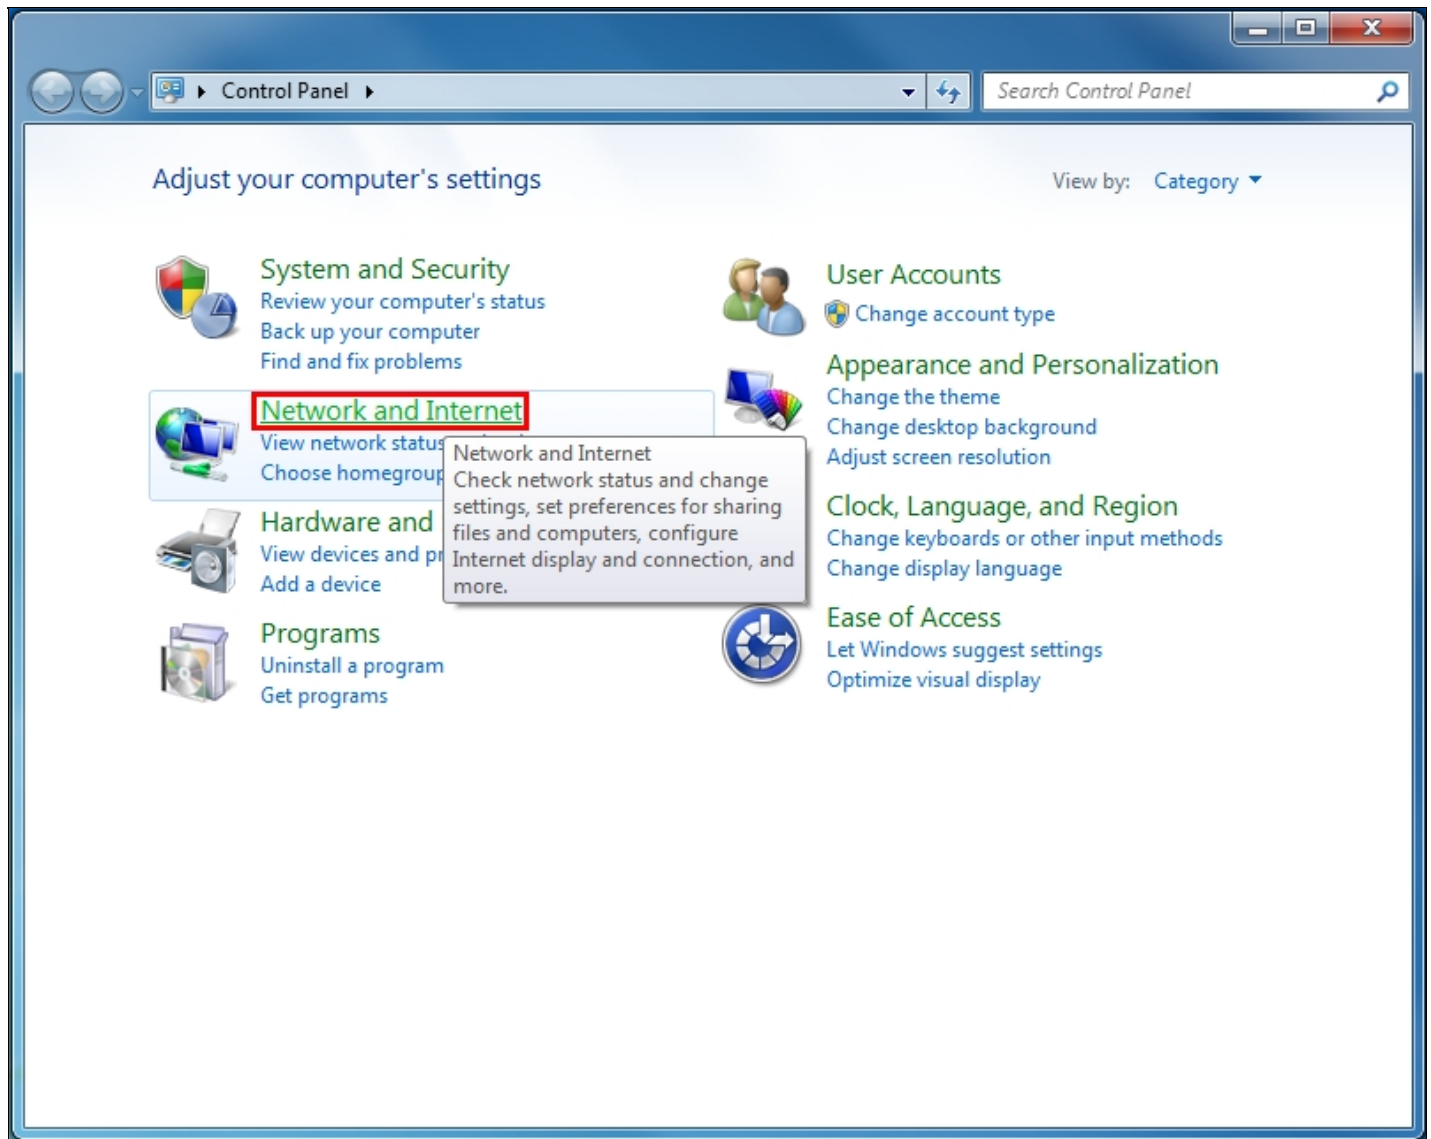 Control Panel
Search Control Panel
Adjust your computer's settings
View by: Category
System and Security
Review your computer's status
Back up your computer
Find and fix problems
Network and Internet
View network status
Choose homegroup
Hardware and
View devices and
Add a device
Programs
Uninstall a program
Get programs
Network and Internet
Check network status and change
settings, set preferences for sharing
files and computers, configure
Internet display and connection, and
more.
User Accounts
Change account type
Appearance and Personalization
Change the theme
Change desktop background
Adjust screen resolution
Clock, Language, and Region
Change keyboards or other input methods
Change display language
Ease of Access
Let Windows suggest settings
Optimize visual display